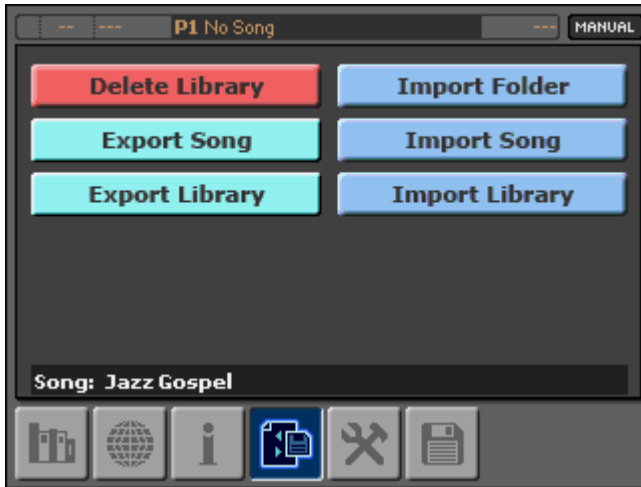 -- --- P1 No Song --- MANUAL
Delete Library Import Folder
Export Song Import Song
Export Library Import Library
Song: Jazz Gospel